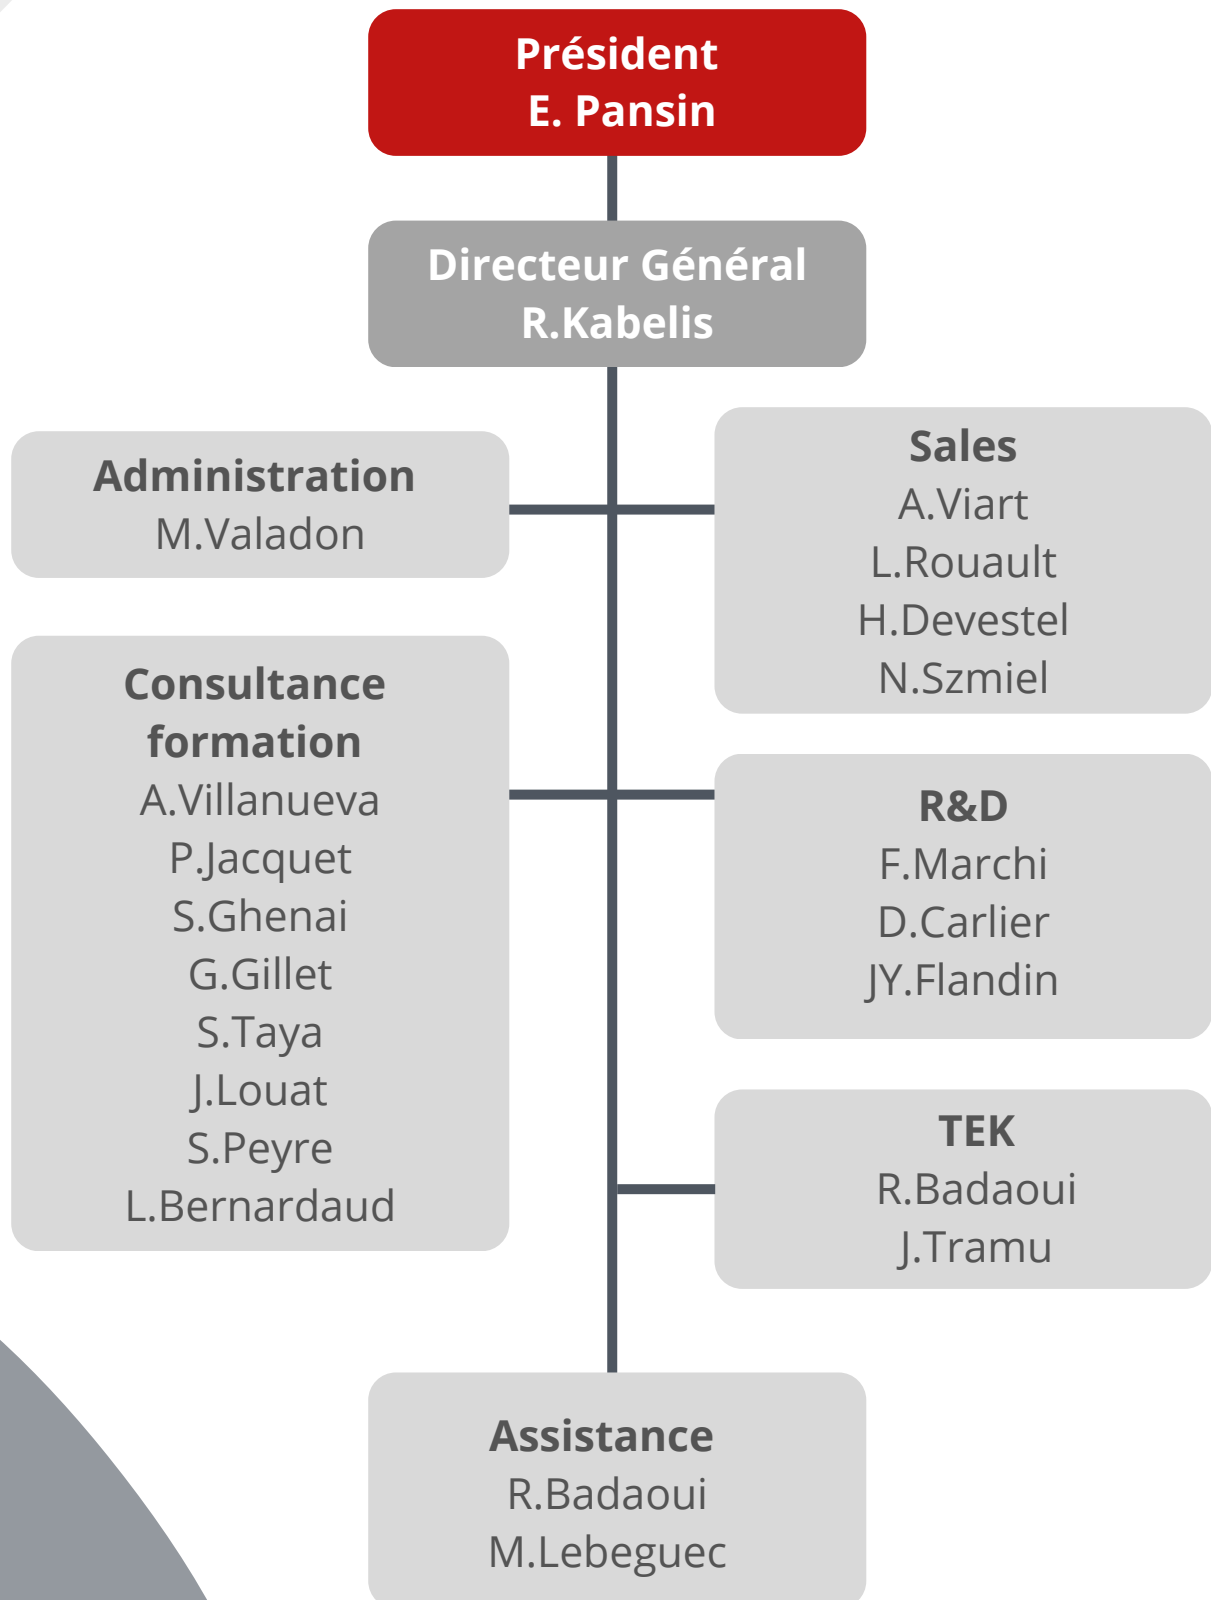 Président
E. Pansin
Directeur Général
R.Kabelis
Administration
M.Valadon
Sales
A.Viart
L.Rouault
H.Devestel
N.Szmiel
Consultance
formation
A.Villanueva
P.Jacquet
S.Ghenai
G.Gillet
S.Taya
J.Louat
S.Peyre
L.Bernardaud
R&D
F.Marchi
D.Carlier
JY.Flandin
TEK
R.Badaoui
J.Tramu
Assistance
R.Badaoui
M.Lebeguec